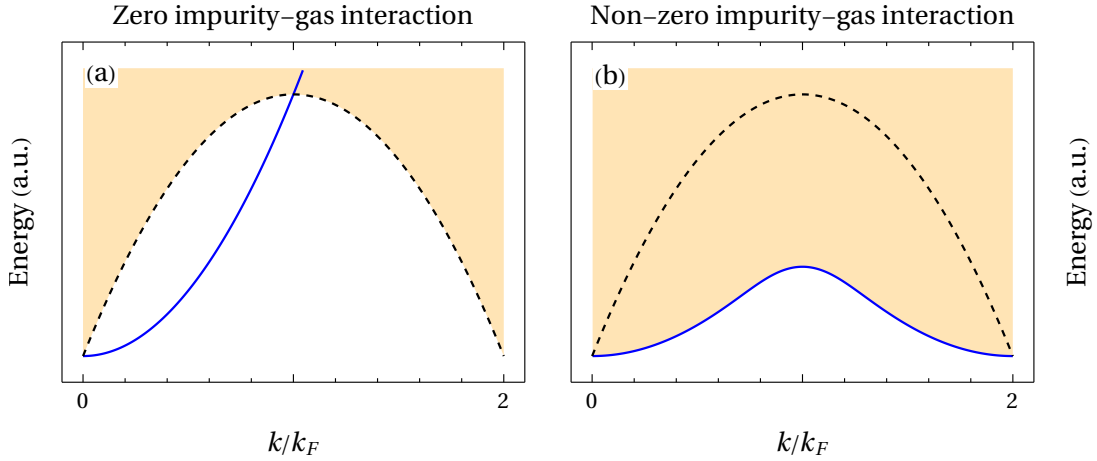 Zero impurity–gas interaction
(a)
Energy (a.u.)
0
2
k/k_F
Non–zero impurity–gas interaction
(b)
Energy (a.u.)
0
2
k/k_F